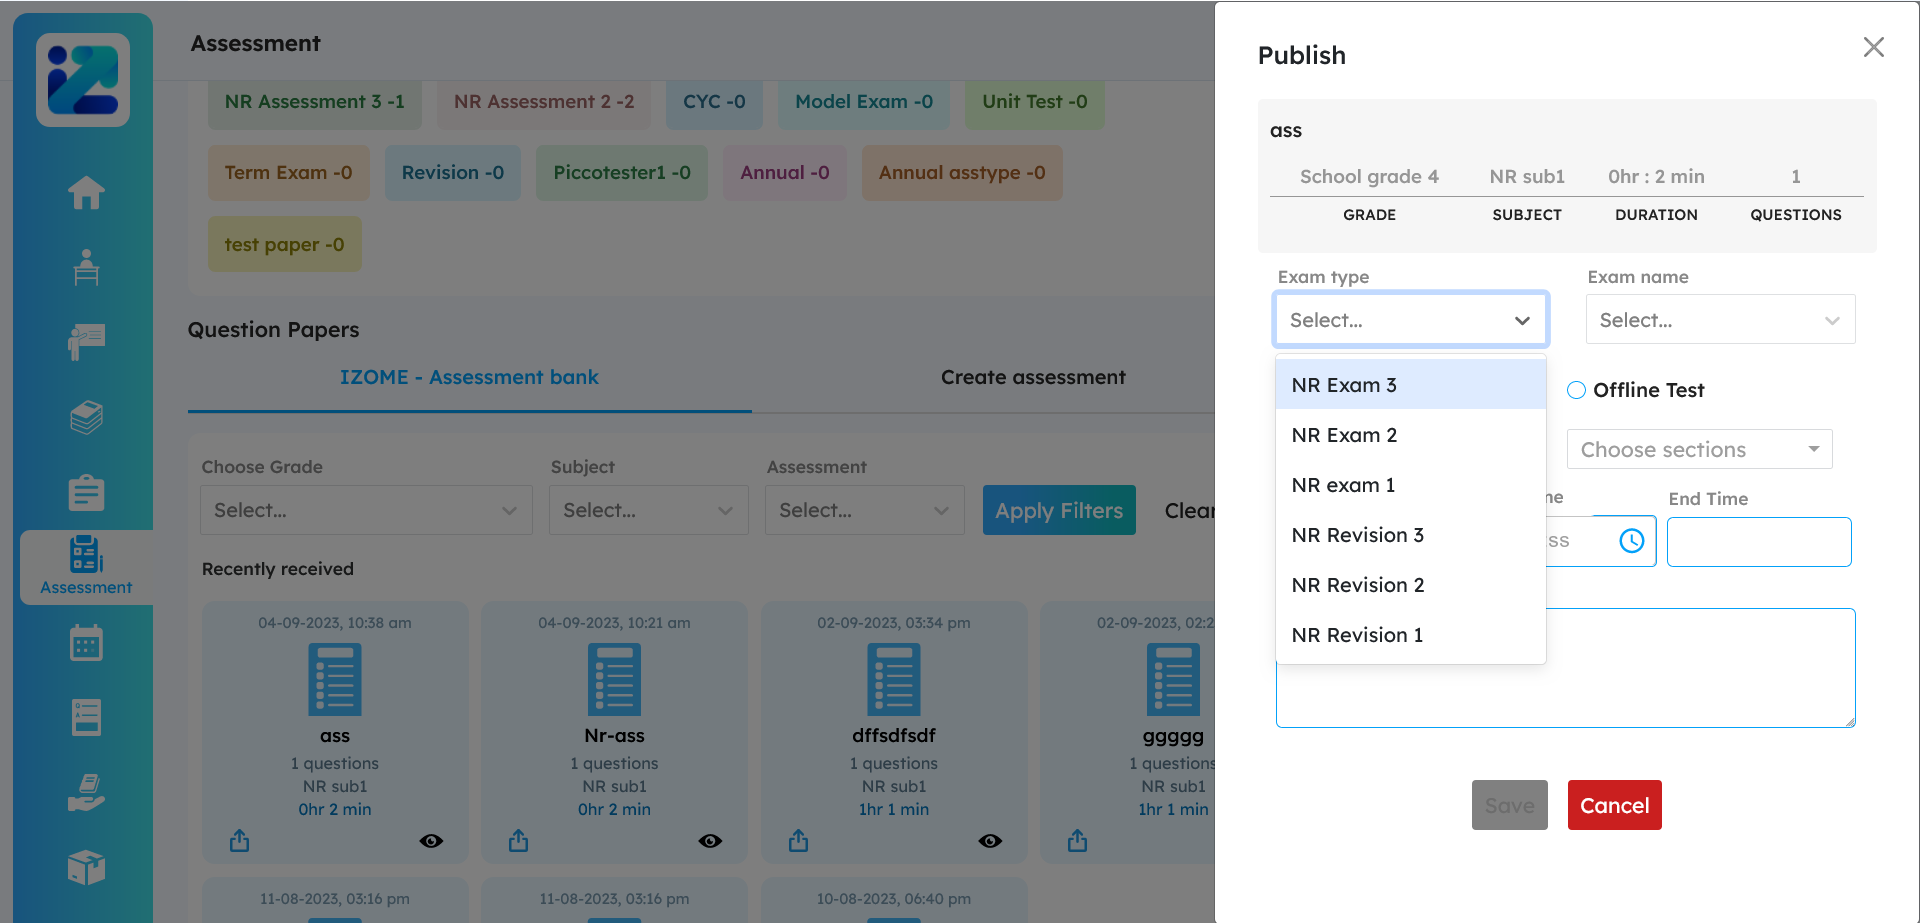 Assessment
NR Assessment 3 -1
NR Assessment 2 -2
CYC -0
Model Exam -0
Unit Test -0
Term Exam -0
Revision -0
Piccotester1 -0
Annual -0
Annual asstype -0
test paper -0
Question Papers
IZOME - Assessment bank
Create assessment
Choose Grade
Subject
Assessment
Select...
Select...
Select...
Apply Filters
Clear
Recently received
04-09-2023, 10:38 am
ass
1 questions
NR sub1
0hr 2 min
04-09-2023, 10:21 am
Nr-ass
1 questions
NR sub1
0hr 2 min
02-09-2023, 03:34 pm
dffsdfsdf
1 questions
NR sub1
1hr 1 min
02-09-2023, 02:2
ggggg
1 questions
NR sub1
1hr 1 min
11-08-2023, 03:16 pm
11-08-2023, 03:16 pm
10-08-2023, 06:40 pm
Assessment
Publish
ass
School grade 4
NR sub1
0hr : 2 min
1
GRADE
SUBJECT
DURATION
QUESTIONS
Exam type
Exam name
Select...
Select...
NR Exam 3
NR Exam 2
NR exam 1
NR Revision 3
NR Revision 2
NR Revision 1
Offline Test
Choose sections
End Time
Save
Cancel